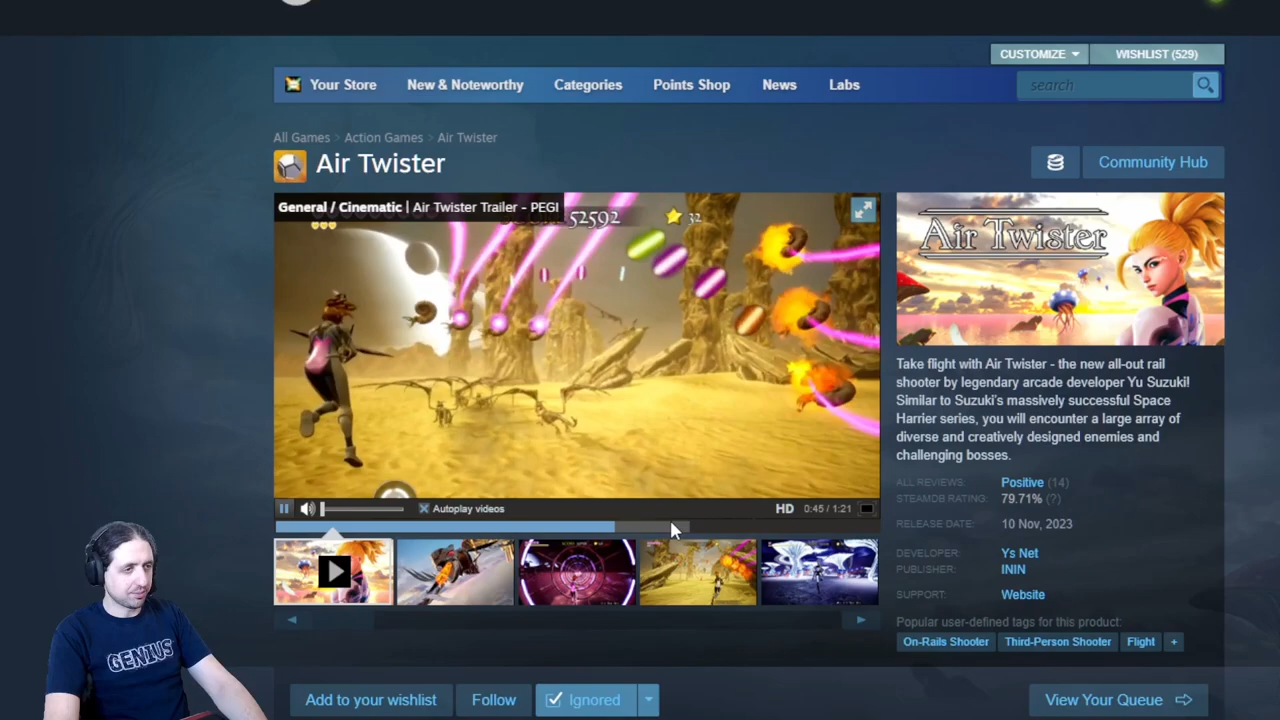 CUSTOMIZE
WISHLIST (529)
Your Store
New & Noteworthy
Categories
Points Shop
News
Labs
search
All Games > Action Games > Air Twister
Air Twister
Community Hub
General / Cinematic | Air Twister Trailer - PEGI
52592
32
Autoplay videos
HD
0:45 / 1:21
Air Twister
Take flight with Air Twister - the new all-out rail
shooter by legendary arcade developer Yu Suzuki!
Similar to Suzuki's massively successful Space
Harrier series, you will encounter a large array of
diverse and creatively designed enemies and
challenging bosses.
ALL REVIEWS: Positive (14)
STEAMDB RATING: 79.71% (?)
RELEASE DATE: 10 Nov, 2023
DEVELOPER: Ys Net
PUBLISHER: ININ
SUPPORT: Website
Popular user-defined tags for this product:
On-Rails Shooter
Third-Person Shooter
Flight
+
GENIUS
Add to your wishlist
Follow
Ignored
View Your Queue